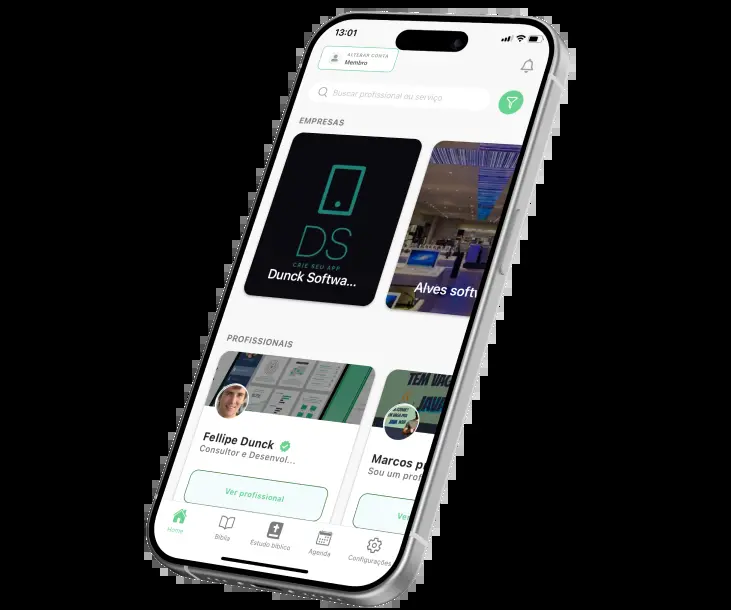 13:01
ALTERAR CONTA
Membro
Buscar profissional ou serviço
EMPRESAS
DS
CRIE SEU APP
Dunck Softwa...
Alves softw
PROFISSIONAIS
TEM VAG
JAVA
Fellipe Dunck
Consultor e Desenvol...
Marcos pr
Sou um prof
Ver profissional
Ver
Home
Bíblia
Estudo bíblico
Agenda
Configurações